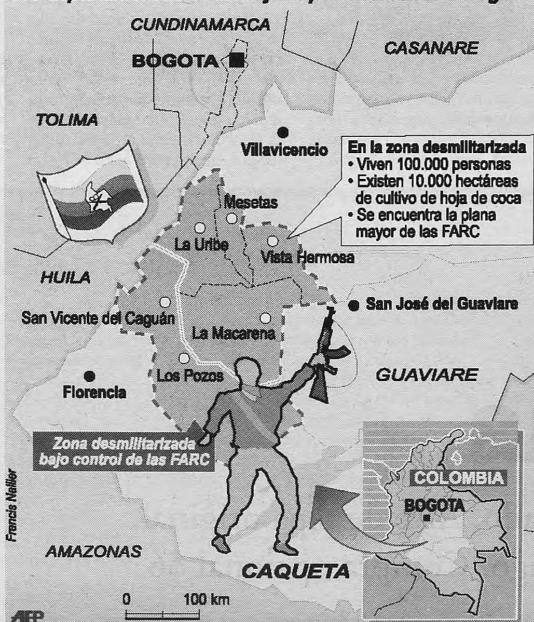 CUNDINAMARCA
CASANARE
BOGOTA
TOLIMA
Villavicencio
En la zona desmilitarizada
• Viven 100.000 personas
• Existen 10.000 hectáreas
de cultivo de hoja de coca
• Se encuentra la plana
mayor de las FARC
Mesetas
La Uribe
Vista Hermosa
HUILA
San José del Guaviare
San Vicente del Caguán
La Macarena
Los Pozos
GUAVIARE
Florencia
Zona desmilitarizada
bajo control de las FARC
COLOMBIA
BOGOTA
Francis Nallier
AMAZONAS
CAQUETA
0 100 km
AFP